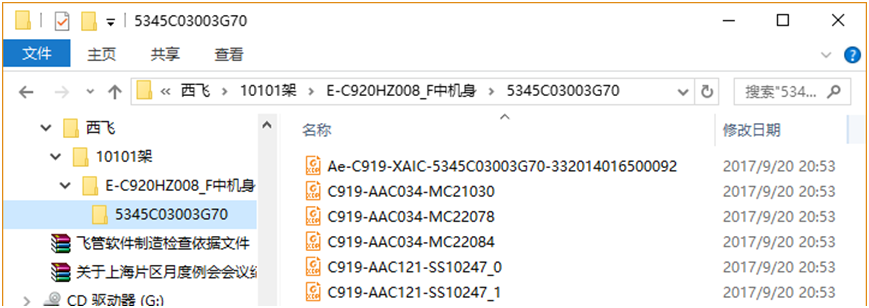 5345C03003G70
文件 主页 共享 查看
« 西飞 > 10101架 > E-C920HZ008_F中机身 > 5345C03003G70 搜索"534...
西飞
10101架
E-C920HZ008_F中机身
5345C03003G70
飞管软件制造检查依据文件
关于上海片区月度例会会议
CD 驱动器 (G:)
名称 修改日期
Ae-C919-XAIC-5345C03003G70-332014016500092 2017/9/20 20:53
C919-AAC034-MC21030 2017/9/20 20:53
C919-AAC034-MC22078 2017/9/20 20:53
C919-AAC034-MC22084 2017/9/20 20:53
C919-AAC121-SS10247_0 2017/9/20 20:53
C919-AAC121-SS10247_1 2017/9/20 20:53